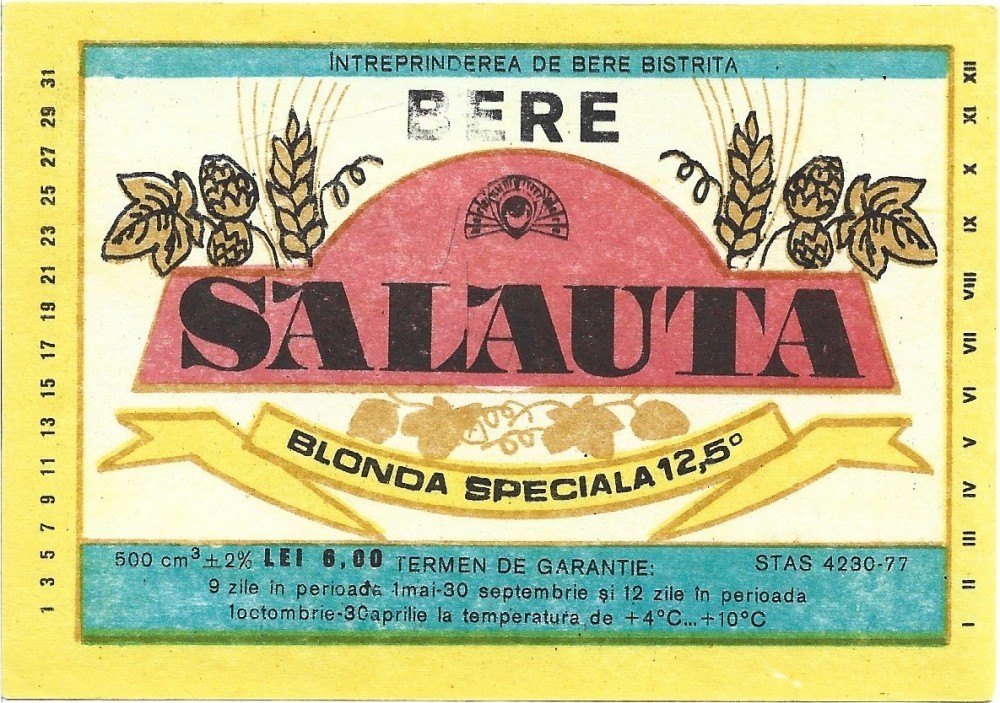 INTREPRINDEREA DE BERE BISTRITA
BERE
SALAUTA
BLONDA SPECIALA 12,5°
500 cm³ ±2% LEI 6,00 TERMEN DE GARANTIE: STAS 4230-77
9 zile în perioada 1mai-30 septembrie și 12 zile în perioada
1octombrie-30aprilie la temperatura de +4°C...+10°C
1 3 5 7 9 11 13 15 17 19 21 23 25 27 29 31
I II III IV V VI VII VIII IX X XI XII